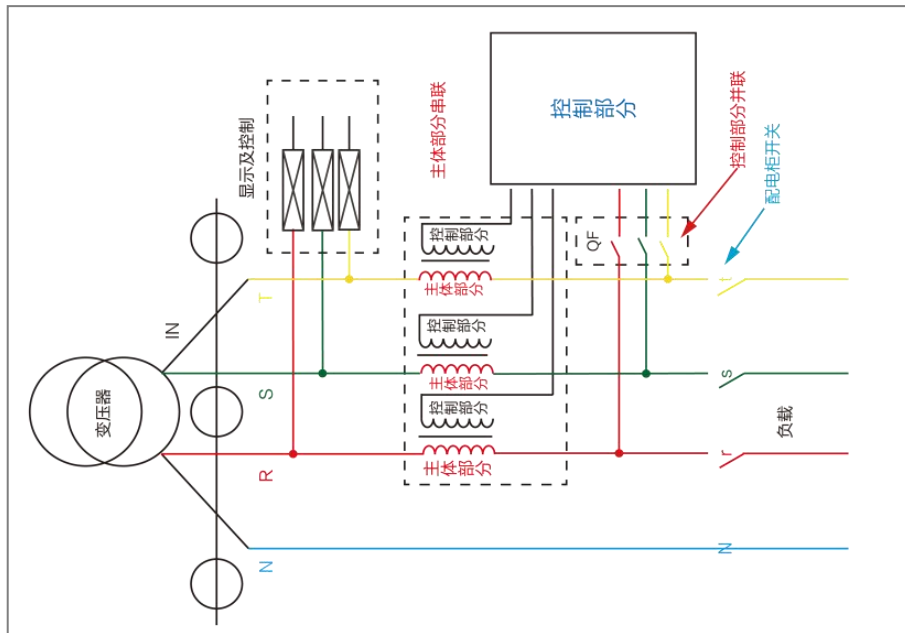 控制部分
主体部分串联
控制部分并联
配电柜开关
显示及控制
QF
控制部分
主体部分
控制部分
主体部分
控制部分
主体部分
变压器
IN
T
t
S
s
R
r
N
N
负载